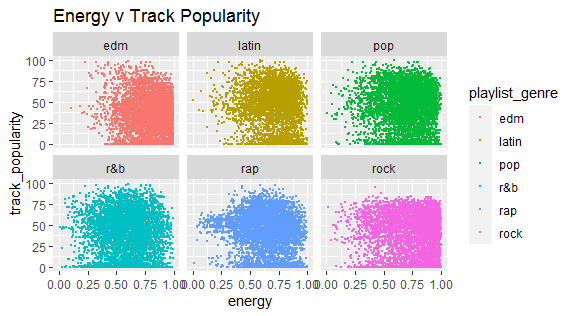 Energy v Track Popularity
edm latin pop
100
75
50
25
0
r&b rap rock
100
75
50
25
0
0.00 0.25 0.50 0.75 1.00 0.00 0.25 0.50 0.75 1.00 0.00 0.25 0.50 0.75 1.00
energy
track_popularity
playlist_genre
edm
latin
pop
r&b
rap
rock